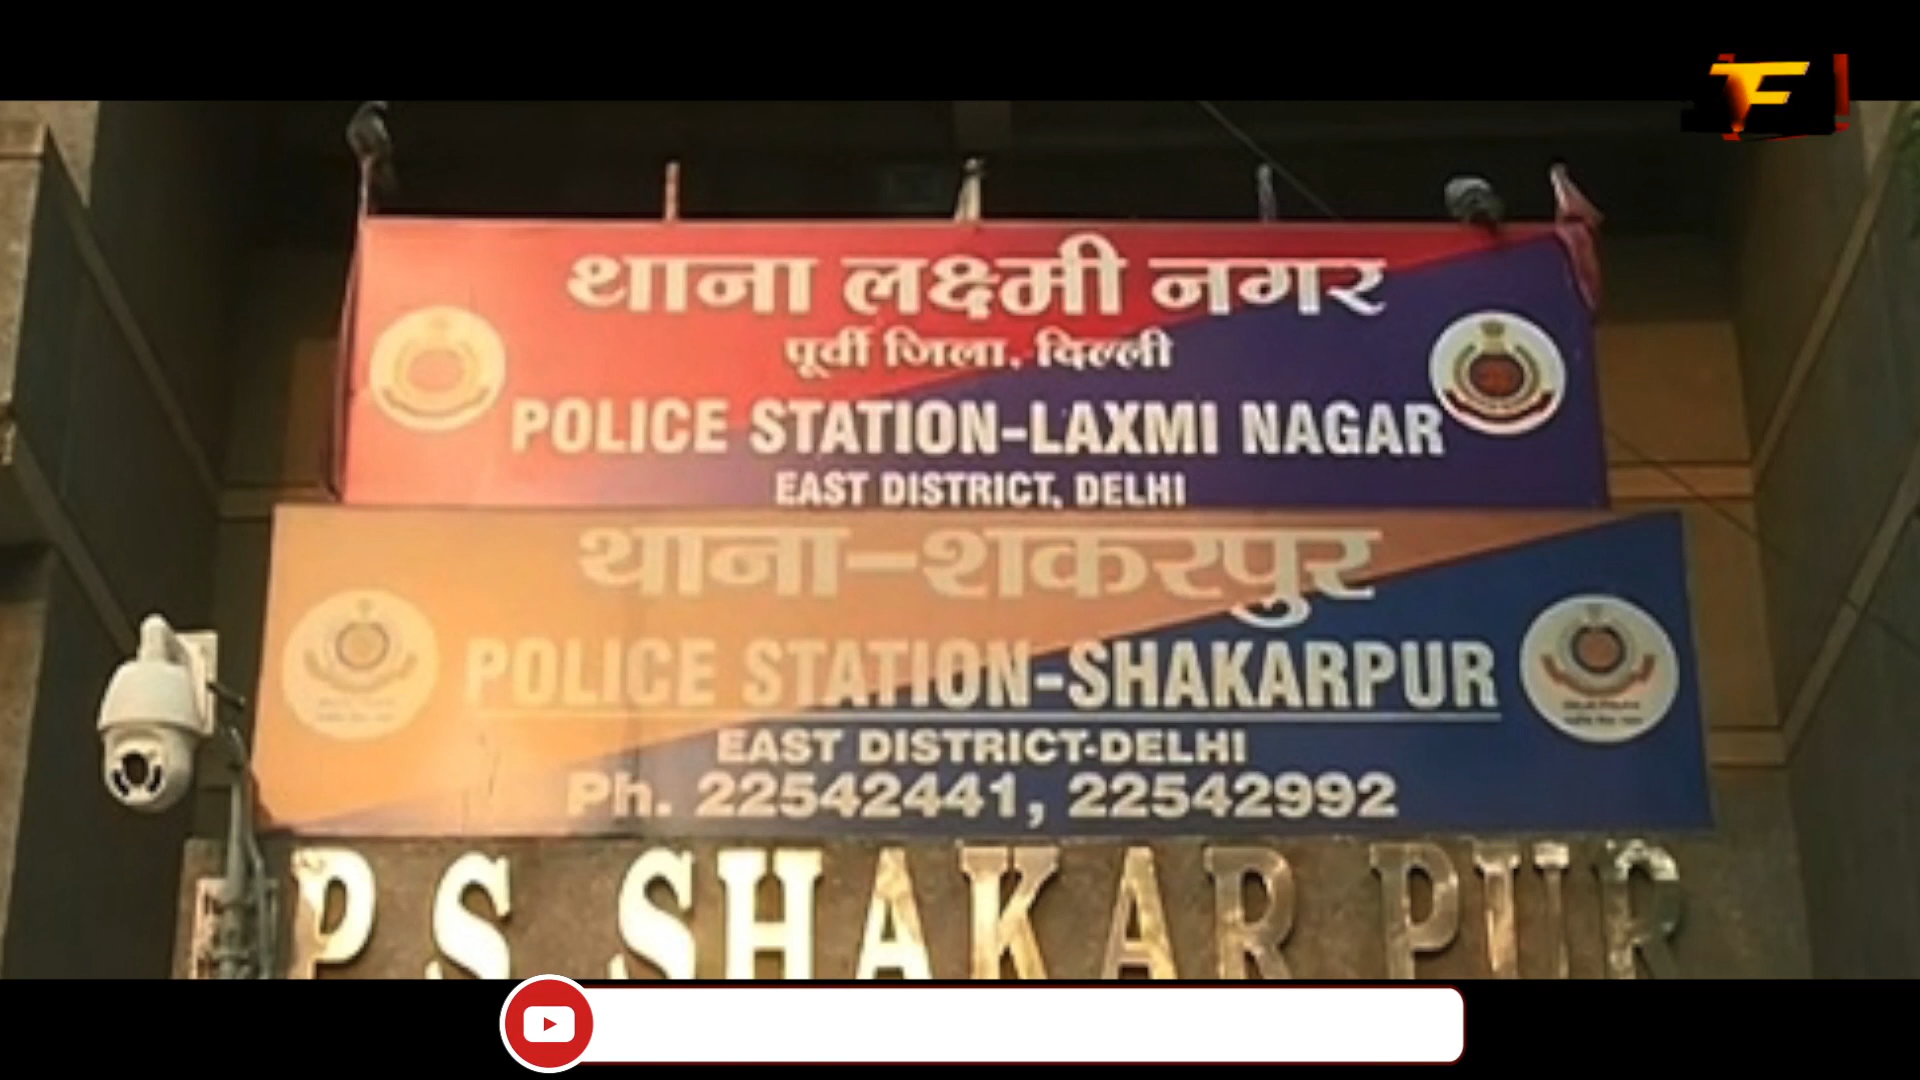 थाना लक्ष्मी नगर
पूर्वी जिला, दिल्ली
POLICE STATION-LAXMI NAGAR
EAST DISTRICT, DELHI
थाना-शकरपुर
POLICE STATION-SHAKARPUR
EAST DISTRICT-DELHI
Ph. 22542441, 22542992
P S SHAKAR PUR